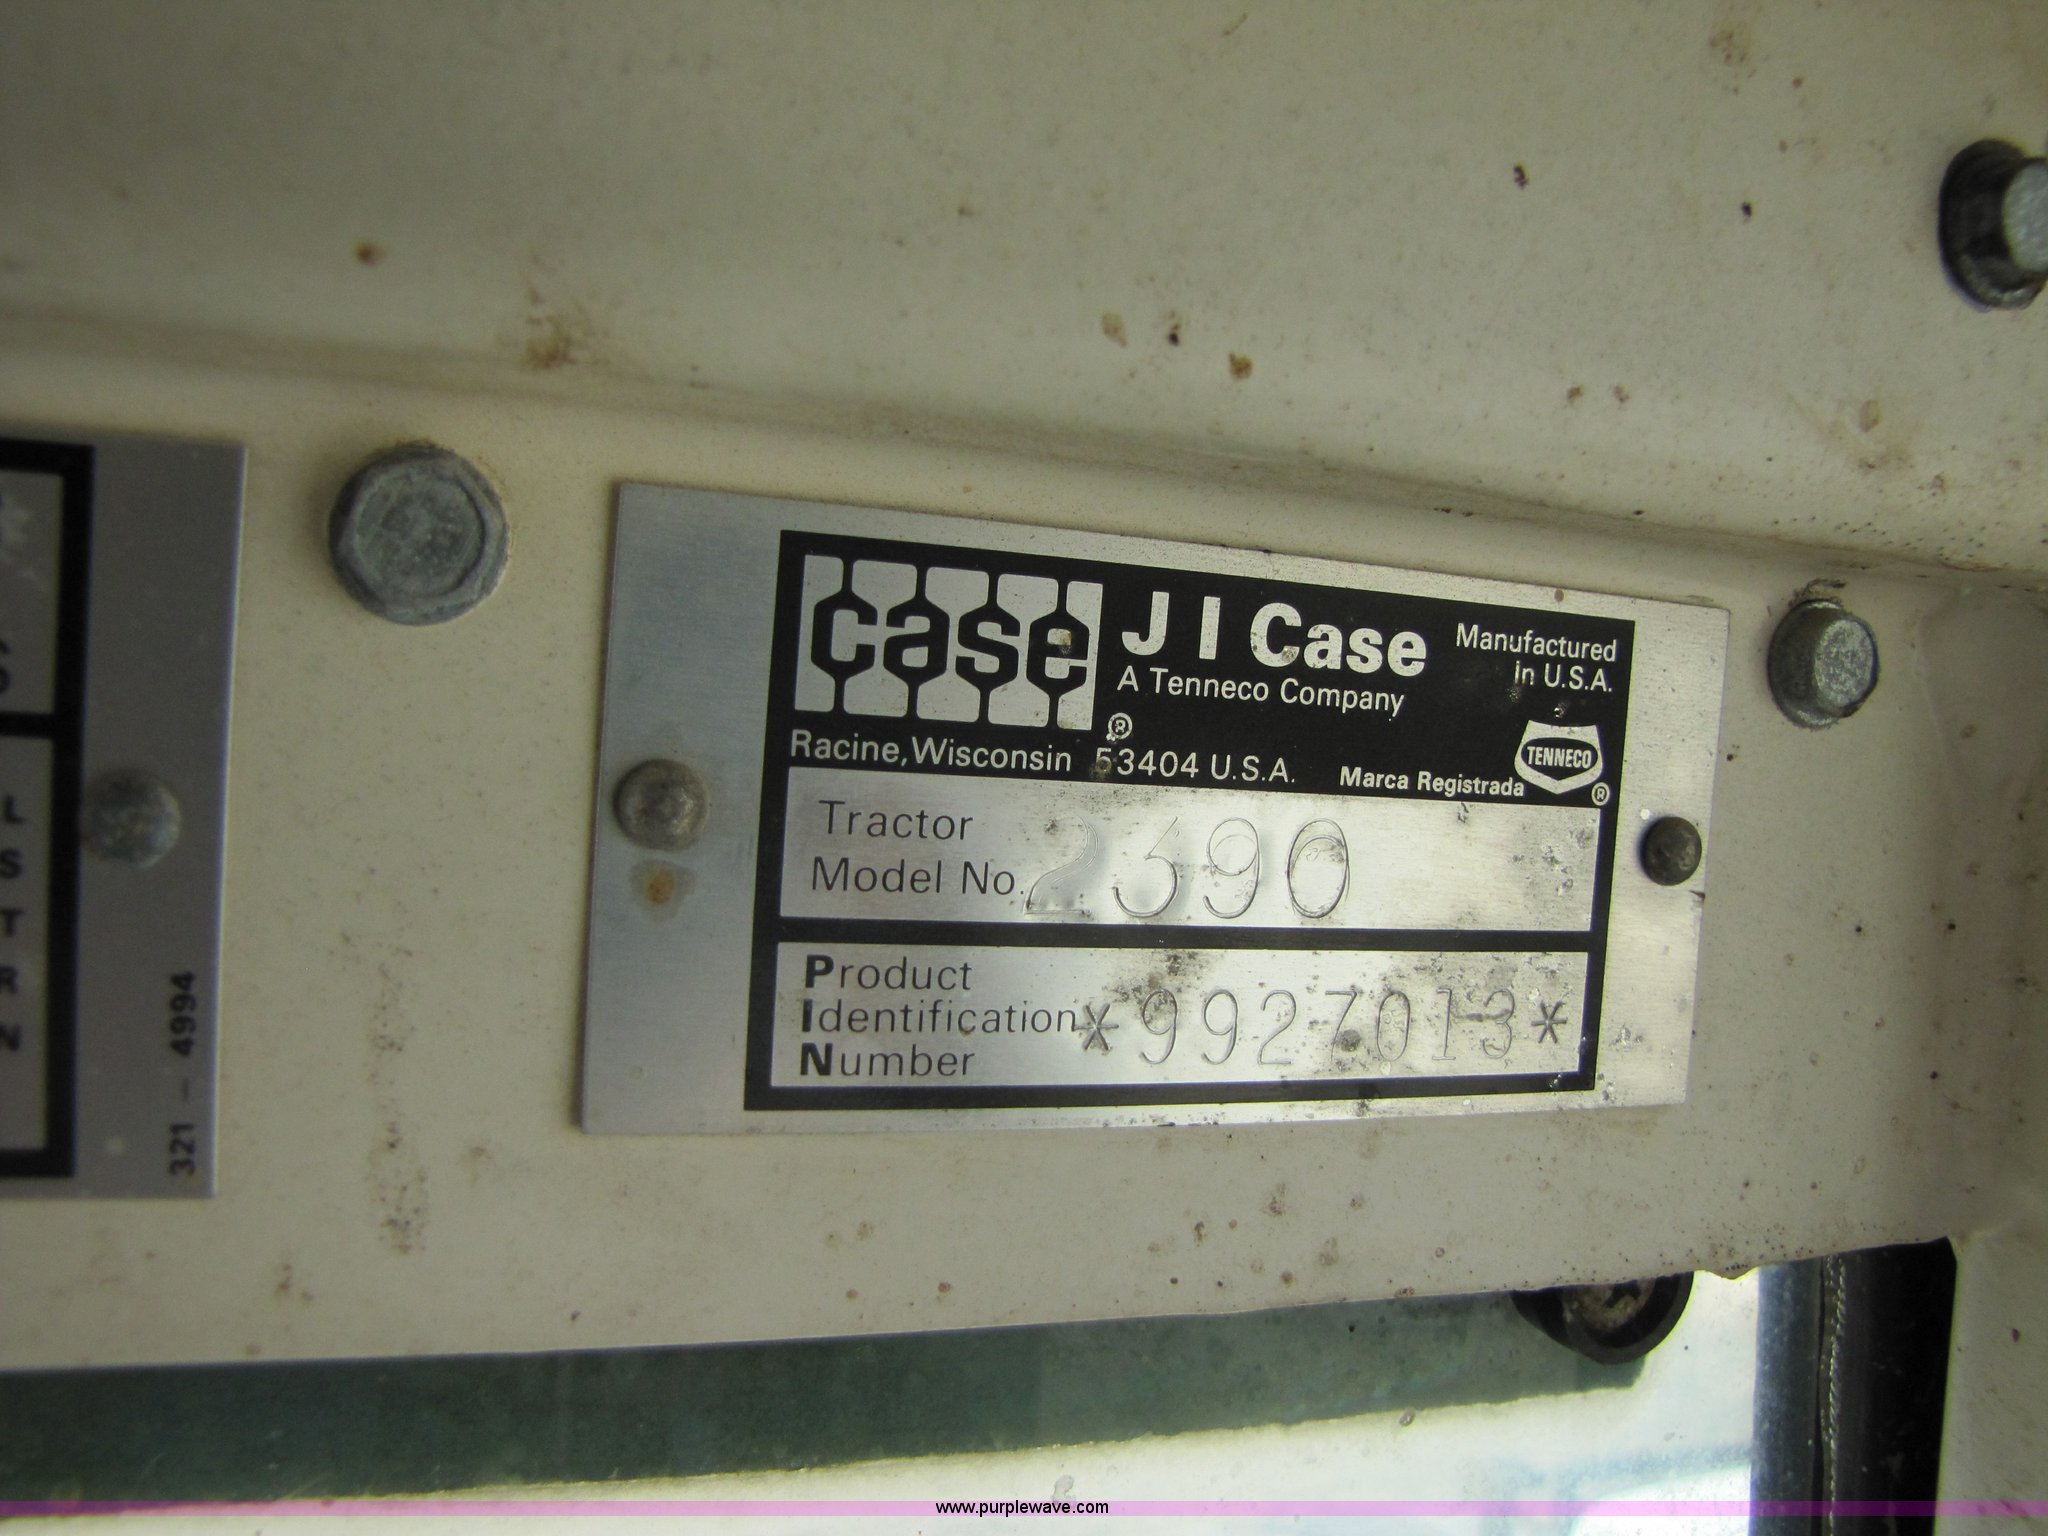 case
J I Case
A Tenneco Company
®
Manufactured
in U.S.A.
Racine, Wisconsin 53404 U.S.A.
Marca Registrada
TENNECO
®
Tractor
Model No. 2390
Product
Identification
Number
*9927013*
321 - 4994
L
S
T
R
N
www.purplewave.com